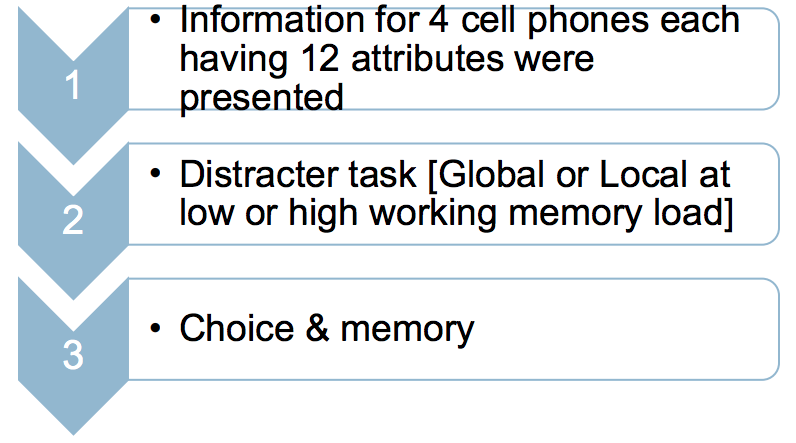 1
• Information for 4 cell phones each
having 12 attributes were
presented
2
• Distracter task [Global or Local at
low or high working memory load]
3
• Choice & memory